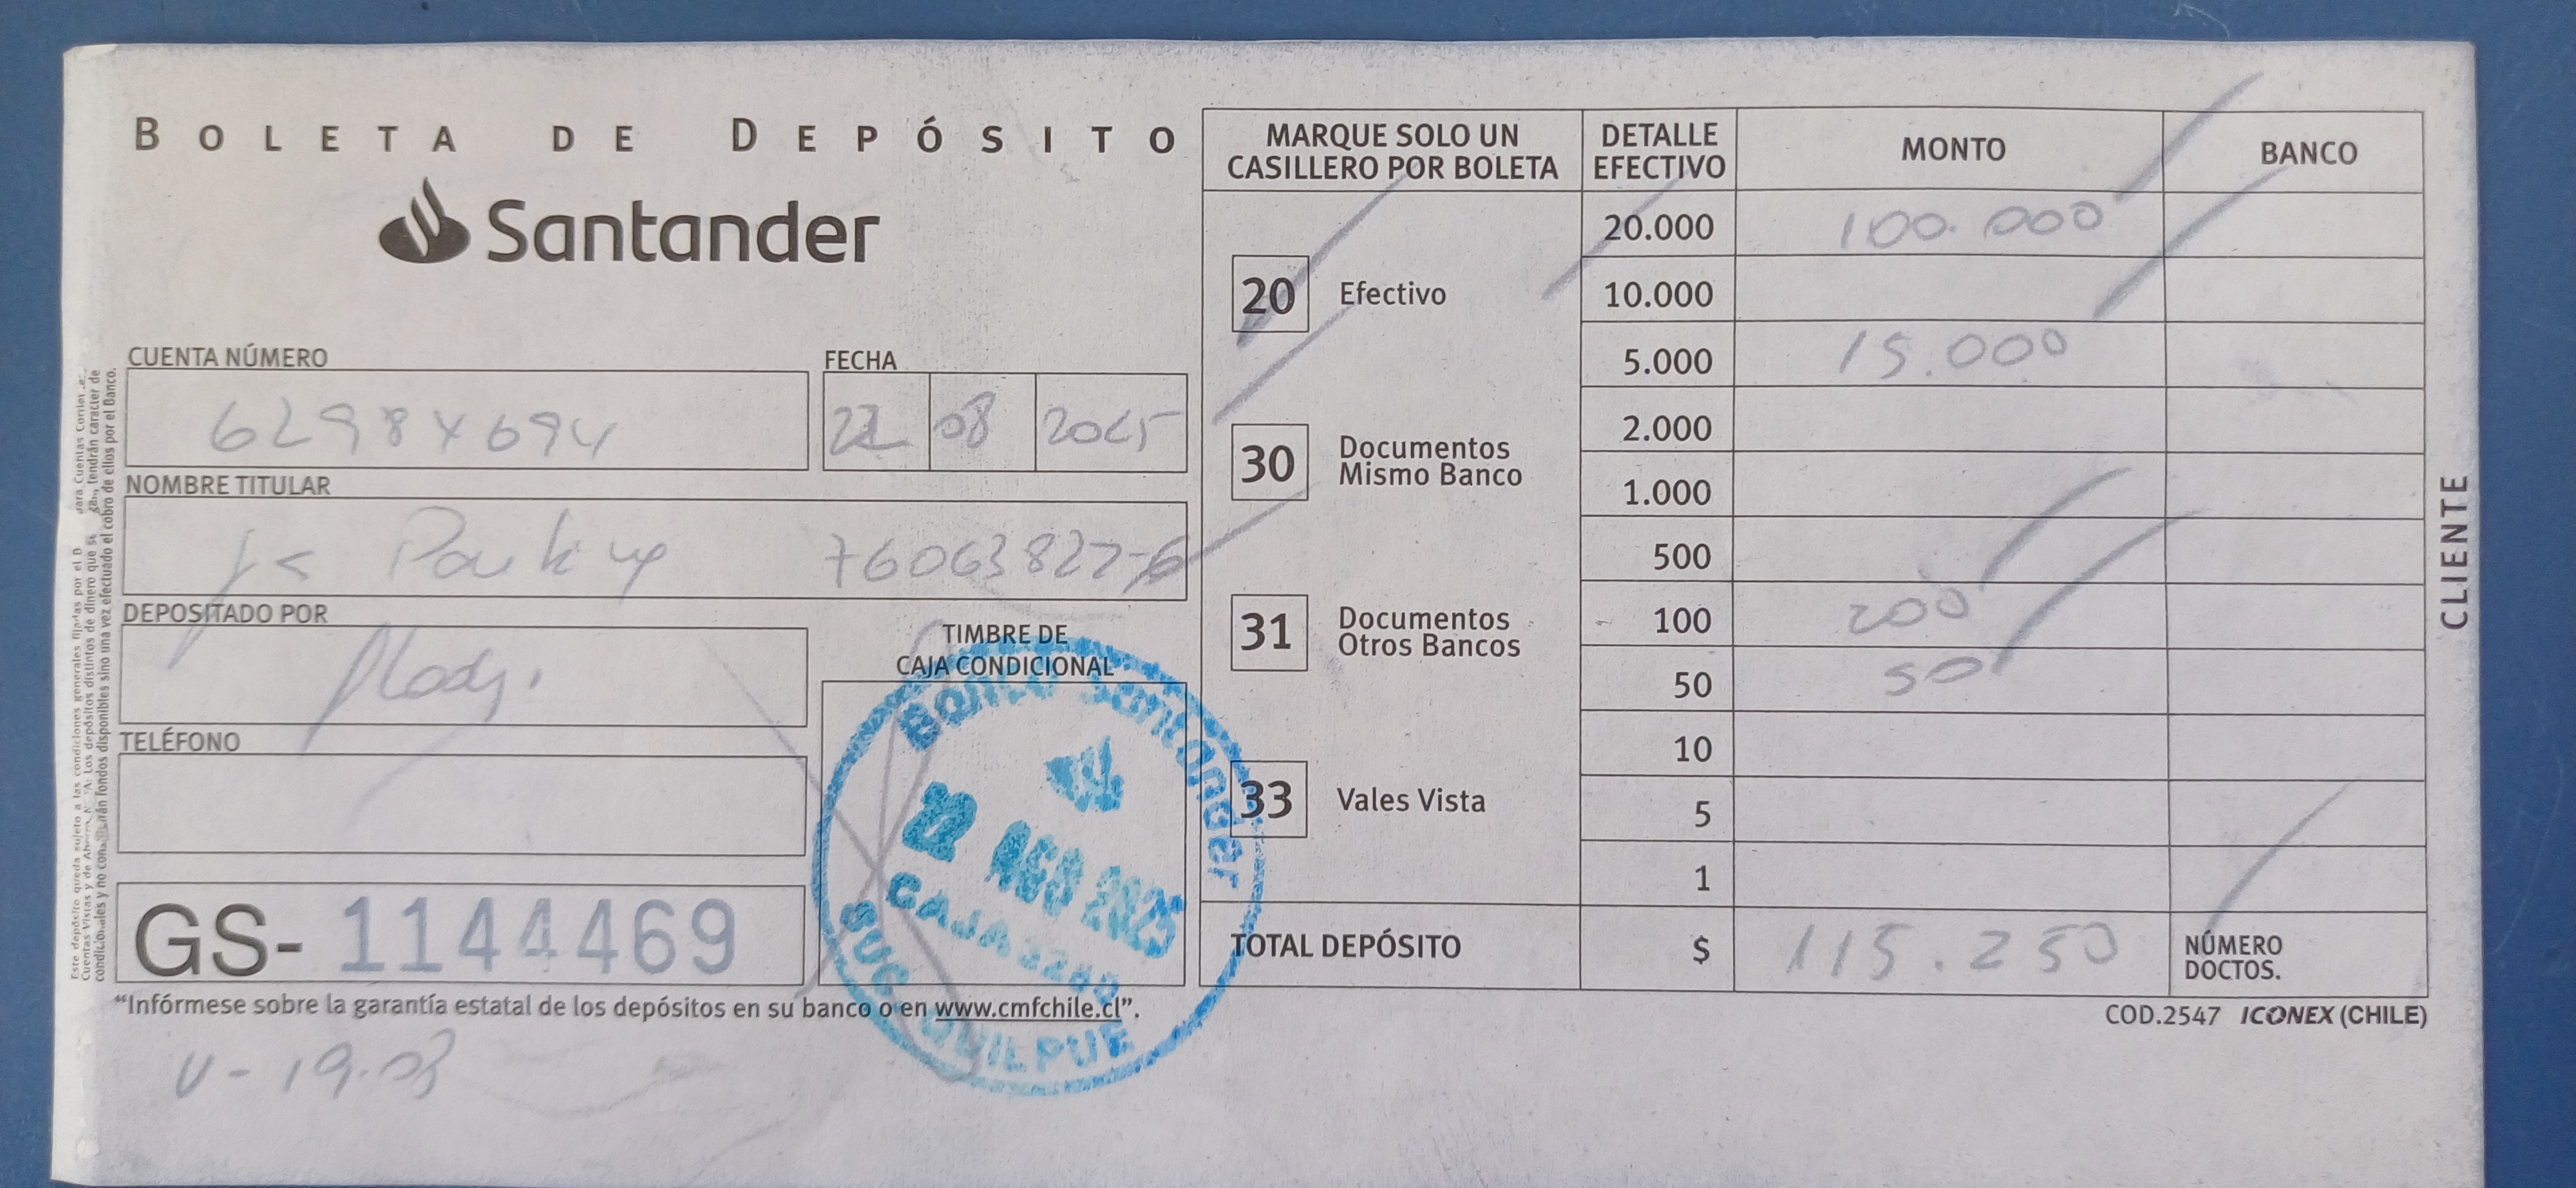 BOLETA DE DEPÓSITO
Santander
CUENTA NÚMERO
FECHA
62984694
22 08 2025
NOMBRE TITULAR
76063822-6
DEPOSITADO POR
TELÉFONO
TIMBRE DE
CAJA CONDICIONAL
Banco Santander
22 AGO 2025
CAJA
SUC. QUILPUE
GS- 1144469
“Infórmese sobre la garantía estatal de los depósitos en su banco o en www.cmfchile.cl”.
MARQUE SOLO UN
CASILLERO POR BOLETA
20 Efectivo
30 Documentos
Mismo Banco
31 Documentos
Otros Bancos
33 Vales Vista
DETALLE
EFECTIVO
MONTO
BANCO
20.000 100.000
10.000
5.000 15.000
2.000
1.000
500
100 200
50 50
10
5
1
TOTAL DEPÓSITO $ 115.250
NÚMERO
DOCTOS.
COD.2547 ICONEX (CHILE)
CLIENTE